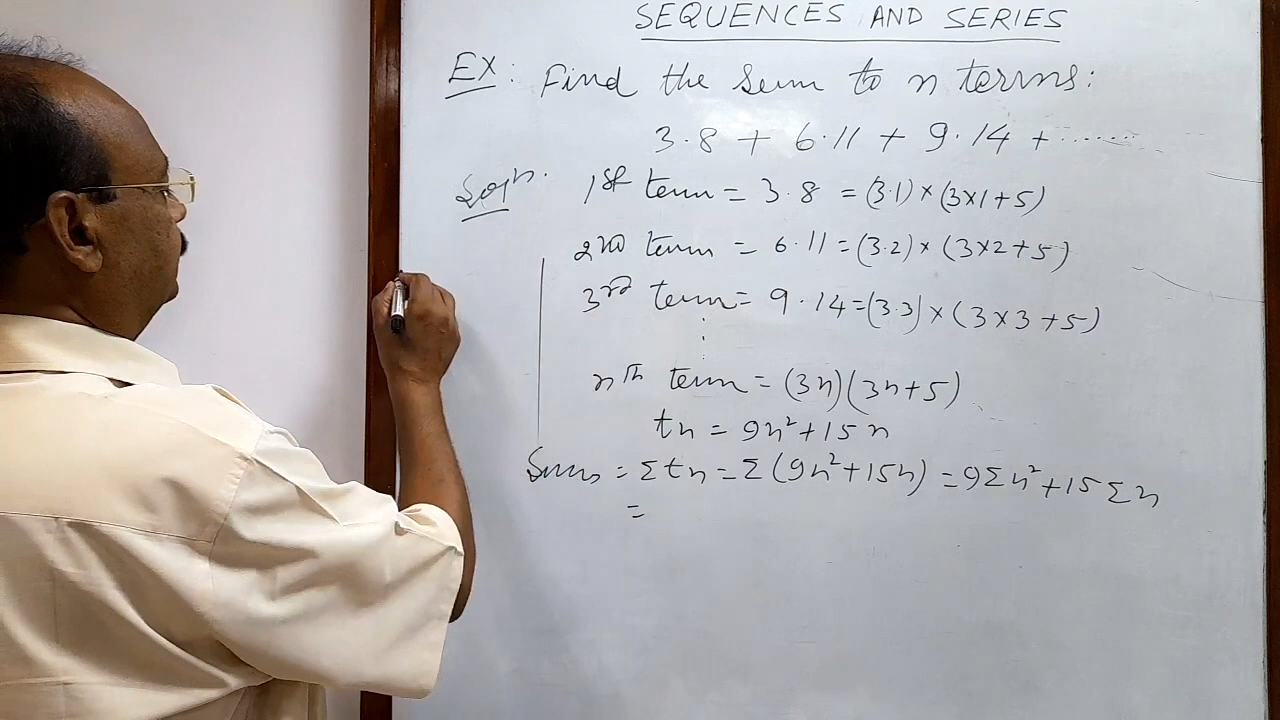 SEQUENCES AND SERIES
Ex: Find the sum to n terms:
3.8 + 6.11 + 9.14 + ........
Solⁿ. 1st term = 3.8 = (3.1) × (3×1+5)
2nd term = 6.11 = (3.2) × (3×2+5)
3rd term = 9.14 = (3.3) × (3×3+5)
nth term = (3n)(3n+5)
tn = 9n²+15n
Sum = Σtn = Σ(9n²+15n) = 9Σn²+15Σn
=